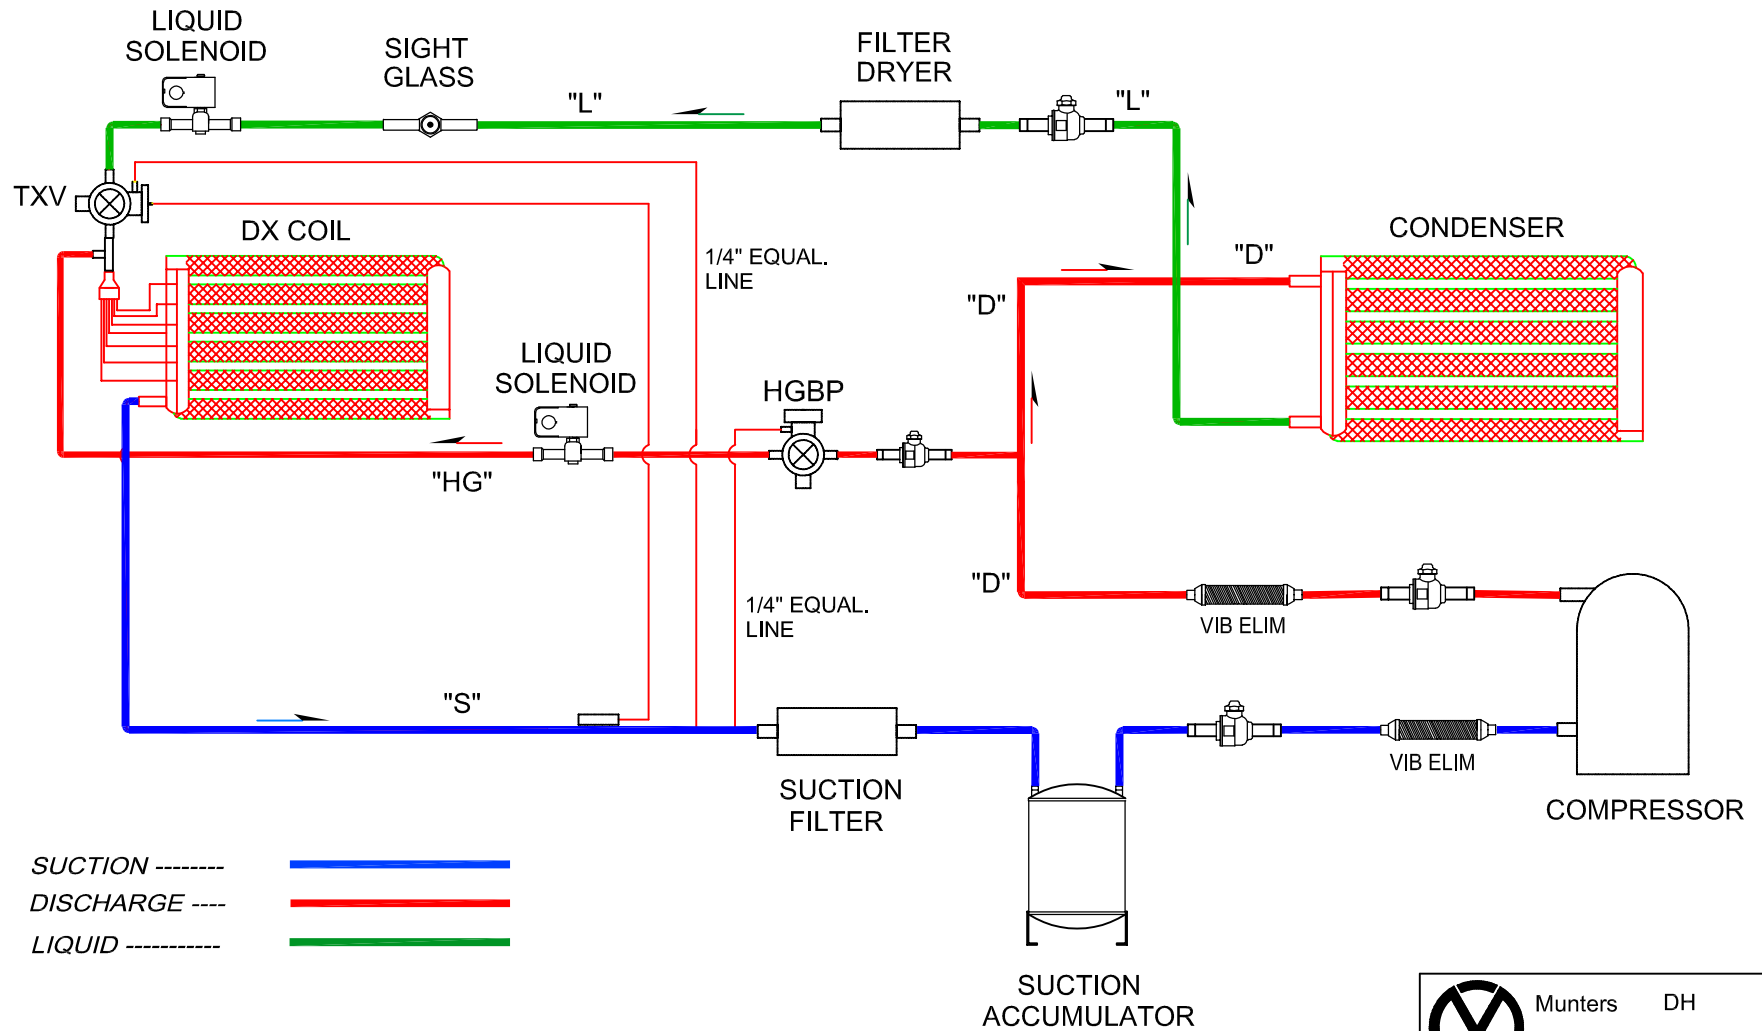 LIQUID
SOLENOID
SIGHT
GLASS
FILTER
DRYER
"L"
"L"
TXV
DX COIL
1/4" EQUAL.
LINE
CONDENSER
"D"
"D"
LIQUID
SOLENOID
HGBP
"HG"
"D"
VIB ELIM
1/4" EQUAL.
LINE
"S"
SUCTION
FILTER
VIB ELIM
COMPRESSOR
SUCTION --------
DISCHARGE ----
LIQUID -----------
SUCTION
ACCUMULATOR
Munters DH